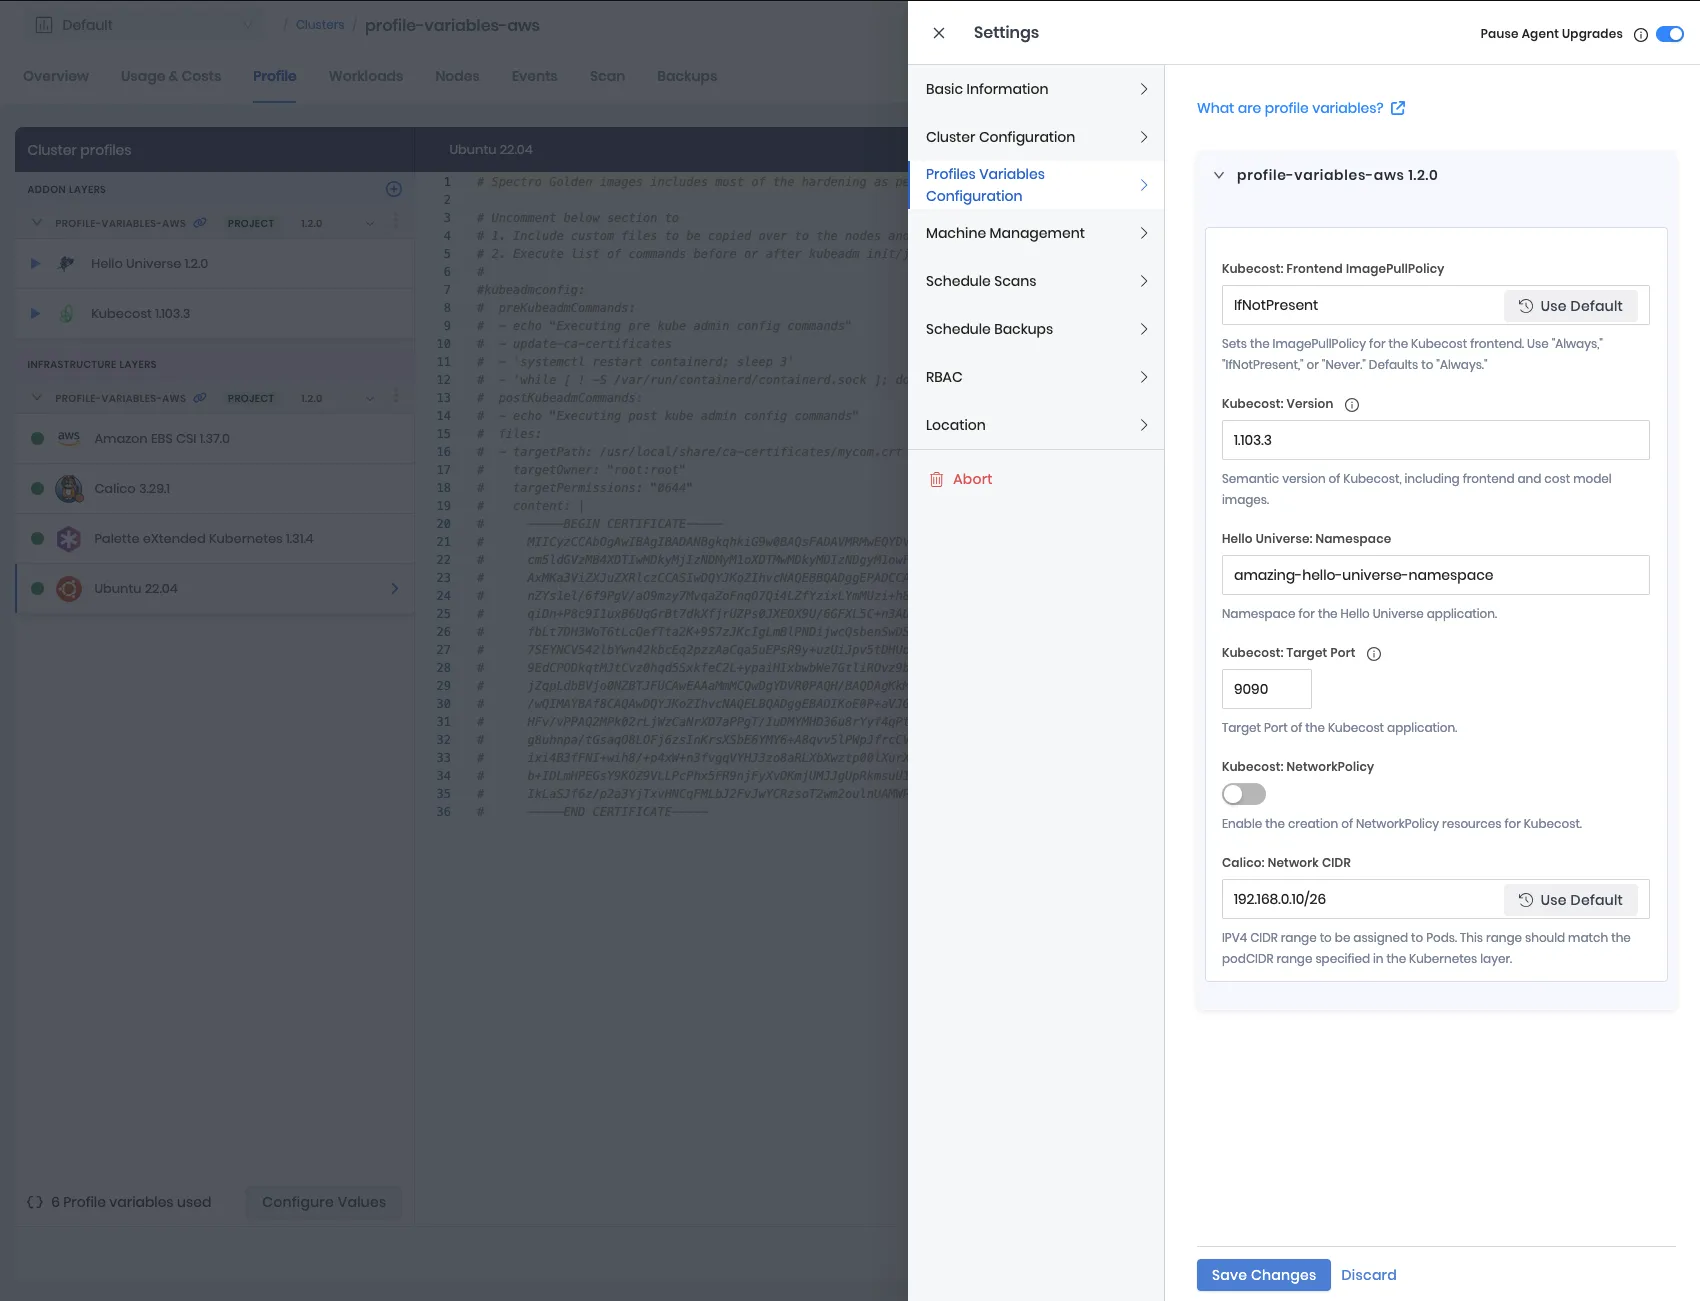 Default
/ Clusters / profile-variables-aws
Overview
Usage & Costs
Profile
Workloads
Nodes
Events
Scan
Backups
Cluster profiles
ADDON LAYERS
PROFILE-VARIABLES-AWS PROJECT 1.2.0
Hello Universe 1.2.0
Kubecost 1.103.3
INFRASTRUCTURE LAYERS
PROFILE-VARIABLES-AWS PROJECT 1.2.0
aws Amazon EBS CSI 1.37.0
Calico 3.29.1
Palette eXtended Kubernetes 1.31.4
Ubuntu 22.04
6 Profile variables used
Configure Values
Ubuntu 22.04
1 # Spectro Golden images includes most of the hardening as
2
3 # Uncomment below section to
4 # 1. Include custom files to be copied over to the nodes
5 # 2. Execute list of commands before or after kubeadm init/
6 #
7 #kubeadmconfig:
8 # preKubeadmCommands:
9 # - echo "Executing pre kube admin config commands"
10 # - update-ca-certificates
11 # - 'systemctl restart containerd; sleep 3'
12 # - 'while [ ! -S /var/run/containerd/containerd.sock ]; do
13 # postKubeadmCommands:
14 # - echo "Executing post kube admin config commands"
15 # files:
16 # - targetPath: /usr/local/share/ca-certificates/mycom.crt
17 # targetOwner: "root:root"
18 # targetPermissions: "0644"
19 # content: |
20 # -----BEGIN CERTIFICATE-----
21 #
22 #
23 #
24 #
25 #
26 #
27 #
28 #
29 #
30 #
31 #
32 #
33 #
34 #
35 #
36 # -----END CERTIFICATE-----
Settings
Pause Agent Upgrades
Basic Information
Cluster Configuration
Profiles Variables
Configuration
Machine Management
Schedule Scans
Schedule Backups
RBAC
Location
Abort
What are profile variables?
profile-variables-aws 1.2.0
Kubecost: Frontend ImagePullPolicy
IfNotPresent
Use Default
Sets the ImagePullPolicy for the Kubecost frontend. Use "Always,"
"IfNotPresent," or "Never." Defaults to "Always."
Kubecost: Version
1.103.3
Semantic version of Kubecost, including frontend and cost model
images.
Hello Universe: Namespace
amazing-hello-universe-namespace
Namespace for the Hello Universe application.
Kubecost: Target Port
9090
Target Port of the Kubecost application.
Kubecost: NetworkPolicy
Enable the creation of NetworkPolicy resources for Kubecost.
Calico: Network CIDR
192.168.0.10/26
Use Default
IPV4 CIDR range to be assigned to Pods. This range should match the
podCIDR range specified in the Kubernetes layer.
Save Changes
Discard